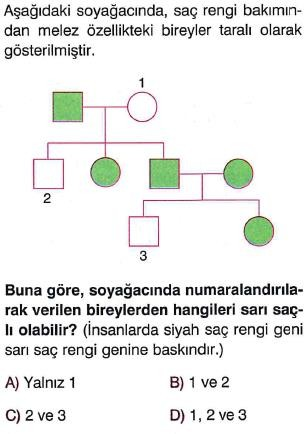 Aşağıdaki soyağacında, saç rengi bakımın-
dan melez özellikteki bireyler taralı olarak
gösterilmiştir.
1
2
3
Buna göre, soyağacında numaralandırıla-
rak verilen bireylerden hangileri sarı saç-
lı olabilir? (İnsanlarda siyah saç rengi geni
sarı saç rengi genine baskındır.)
A) Yalnız 1
B) 1 ve 2
C) 2 ve 3
D) 1, 2 ve 3